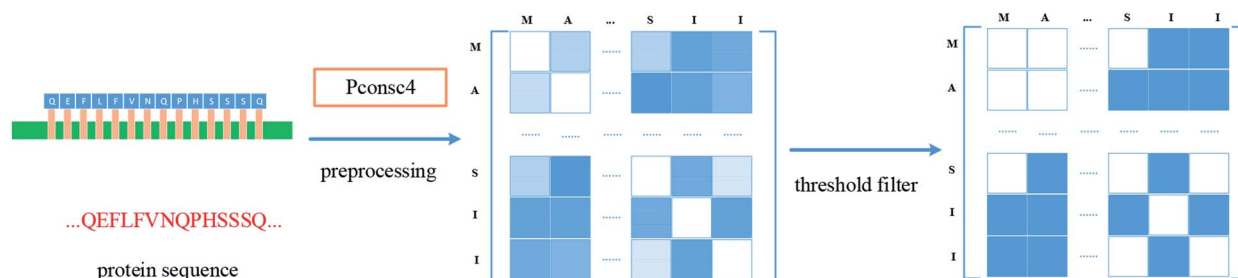 Q E F L F V N Q P H S S S Q
...QEFLFVNQPHSSSQ...
protein sequence
Pconsc4
preprocessing
M A ... S I I
M ......
A ......
...... ...... ...... ...... ...... ......
S ......
I ......
I ......
threshold filter
M A ... S I I
M ......
A ......
...... ...... ...... ...... ...... ......
S ......
I ......
I ......